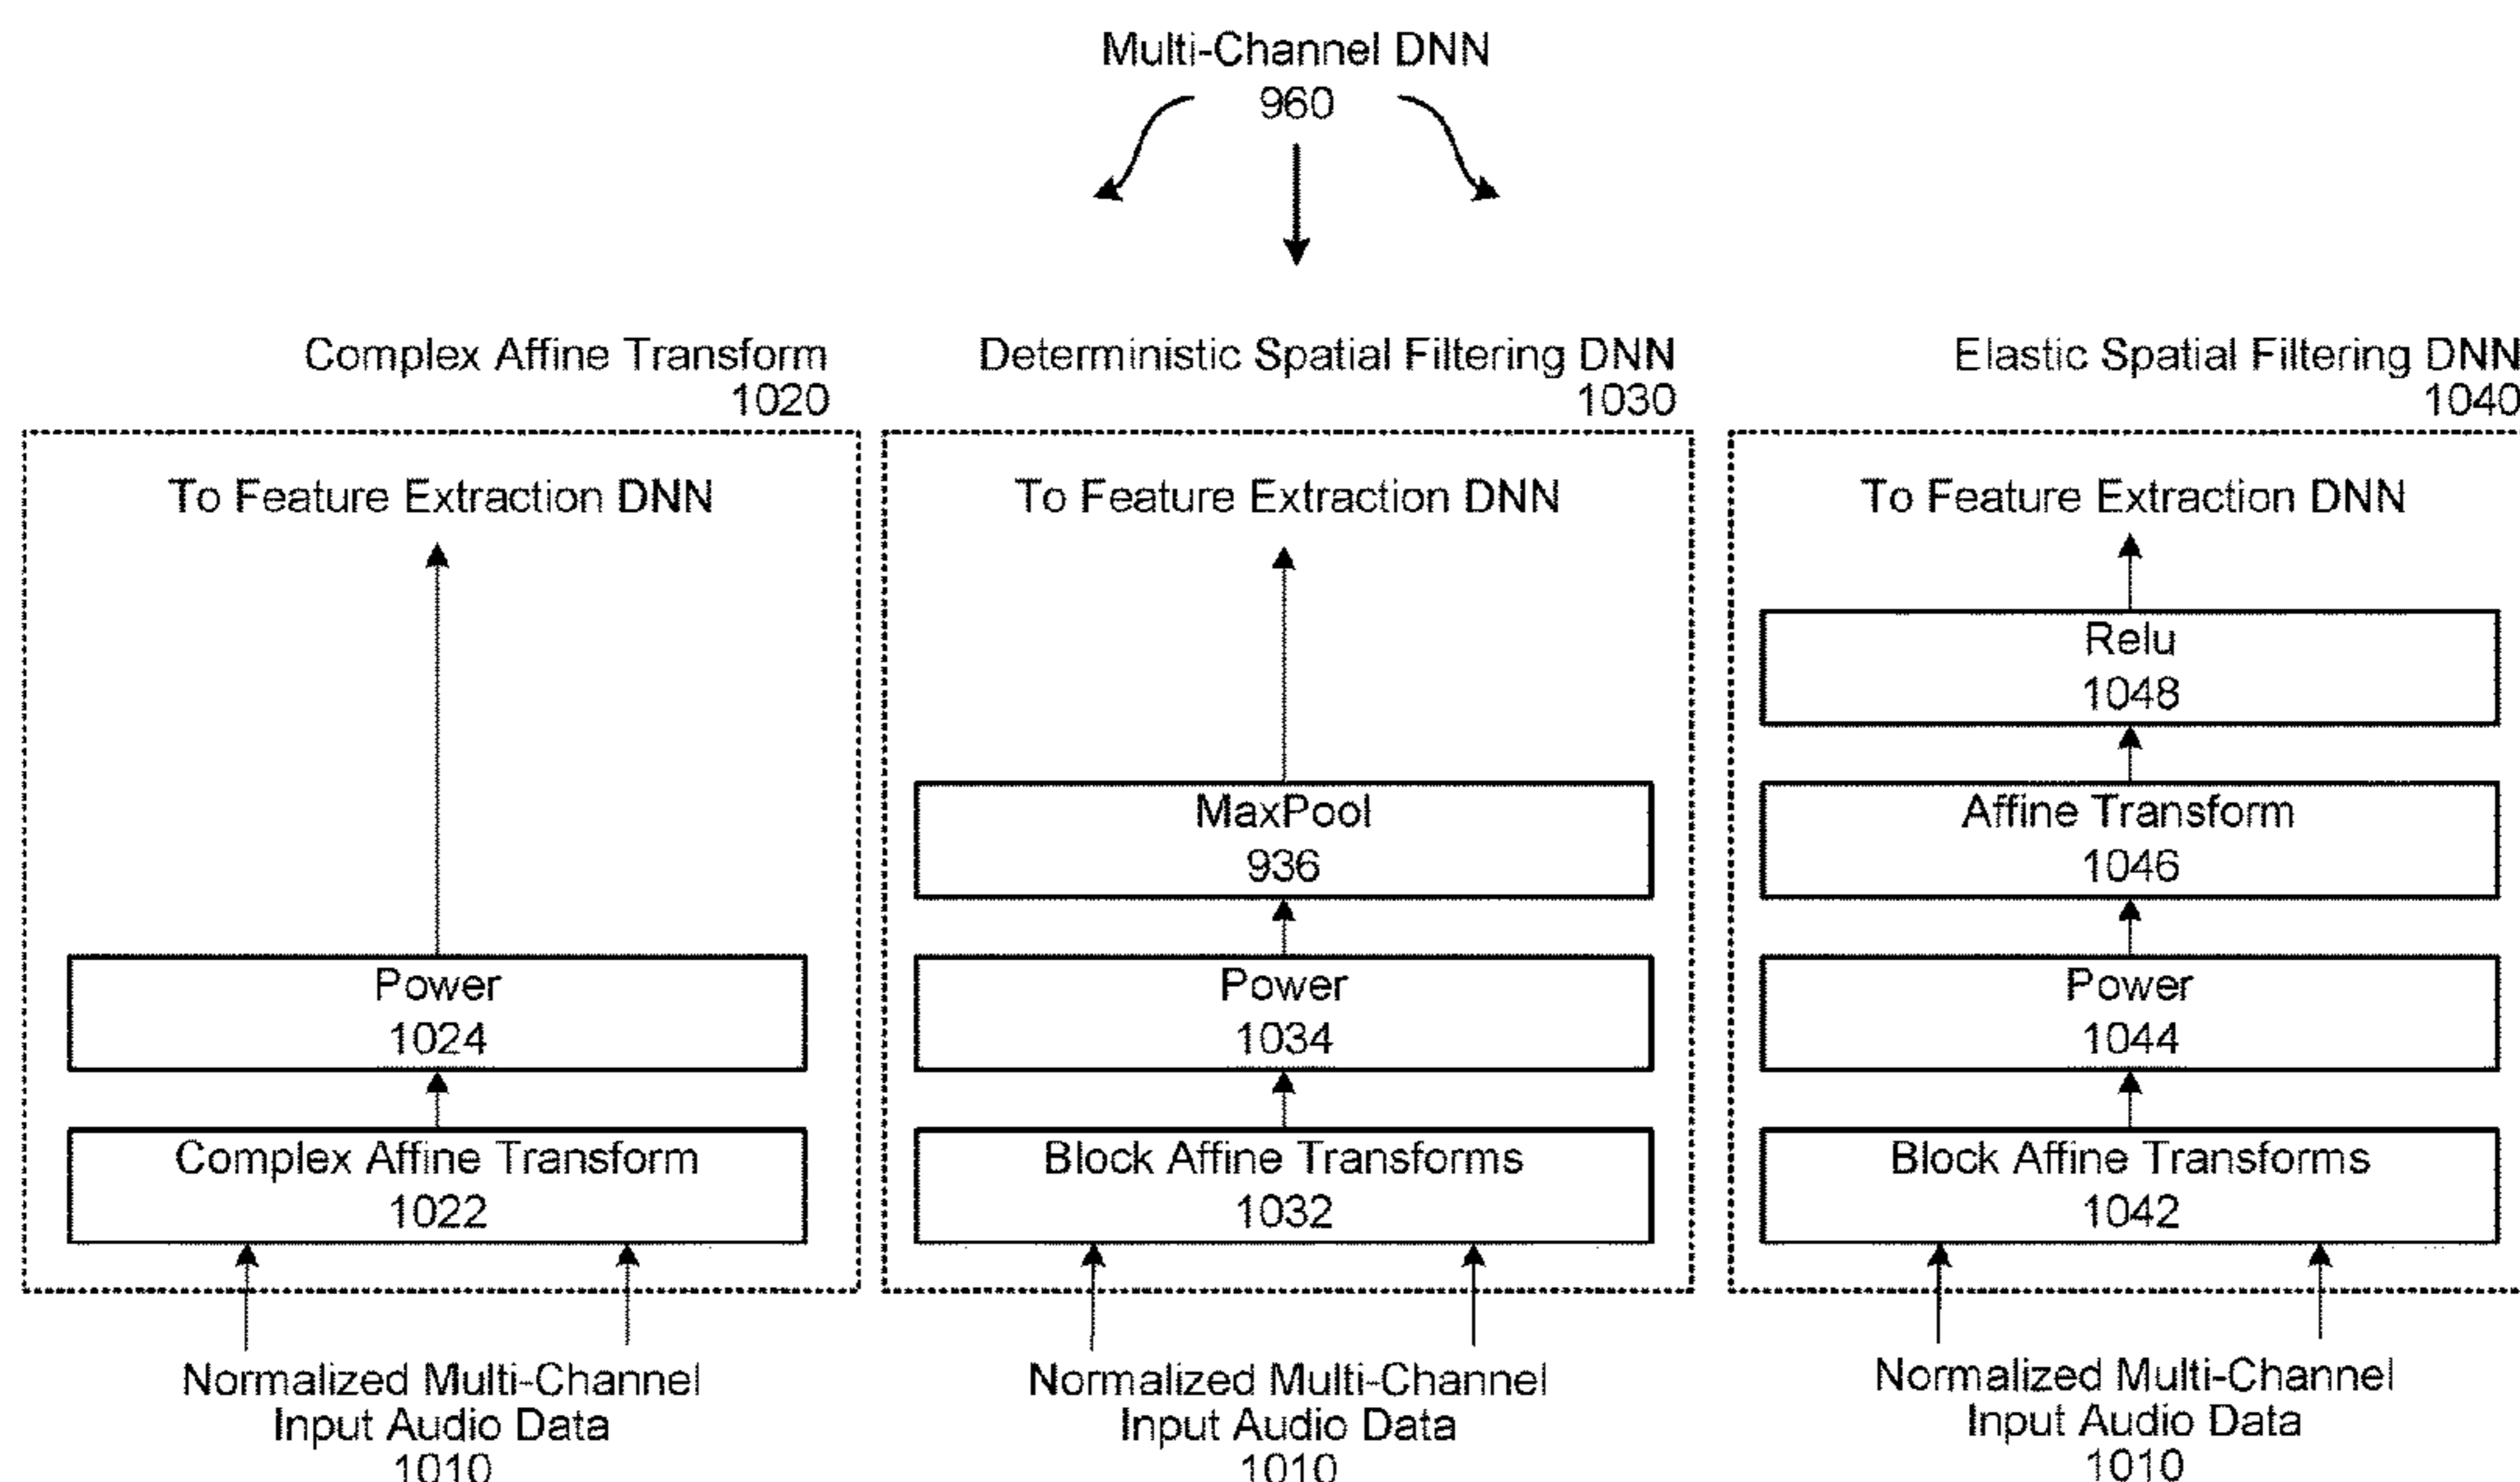 Multi-Channel DNN
960
Complex Affine Transform
1020
To Feature Extraction DNN
Power
1024
Complex Affine Transform
1022
Normalized Multi-Channel
Input Audio Data
1010
Deterministic Spatial Filtering DNN
1030
To Feature Extraction DNN
MaxPool
936
Power
1034
Block Affine Transforms
1032
Normalized Multi-Channel
Input Audio Data
1010
Elastic Spatial Filtering DNN
1040
To Feature Extraction DNN
Relu
1048
Affine Transform
1046
Power
1044
Block Affine Transforms
1042
Normalized Multi-Channel
Input Audio Data
1010